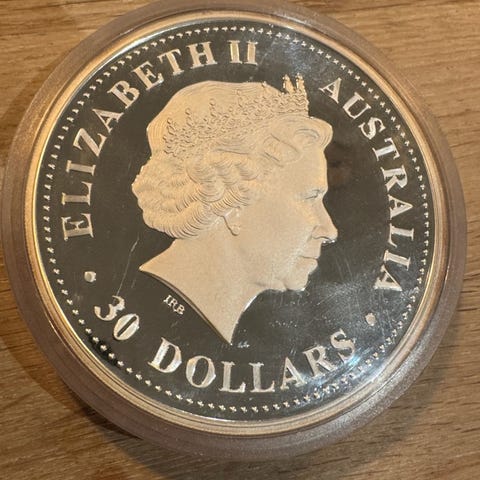 ELIZABETH II
AUSTRALIA
30 DOLLARS
IRB